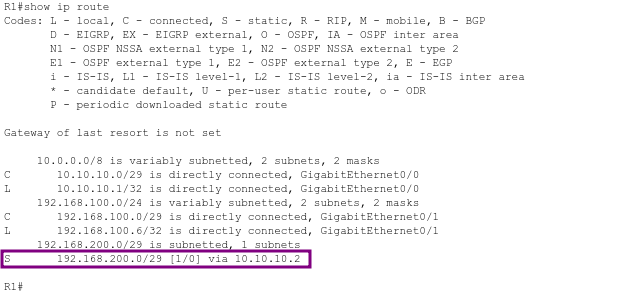 R1#show ip route
Codes: L - local, C - connected, S - static, R - RIP, M - mobile, B - BGP
       D - EIGRP, EX - EIGRP external, O - OSPF, IA - OSPF inter area
       N1 - OSPF NSSA external type 1, N2 - OSPF NSSA external type 2
       E1 - OSPF external type 1, E2 - OSPF external type 2, E - EGP
       i - IS-IS, L1 - IS-IS level-1, L2 - IS-IS level-2, ia - IS-IS inter area
       * - candidate default, U - per-user static route, o - ODR
       P - periodic downloaded static route
Gateway of last resort is not set
     10.0.0.0/8 is variably subnetted, 2 subnets, 2 masks
C       10.10.10.0/29 is directly connected, GigabitEthernet0/0
L       10.10.10.1/32 is directly connected, GigabitEthernet0/0
     192.168.100.0/24 is variably subnetted, 2 subnets, 2 masks
C       192.168.100.0/29 is directly connected, GigabitEthernet0/1
L       192.168.100.6/32 is directly connected, GigabitEthernet0/1
     192.168.200.0/29 is subnetted, 1 subnets
S       192.168.200.0/29 [1/0] via 10.10.10.2
R1#